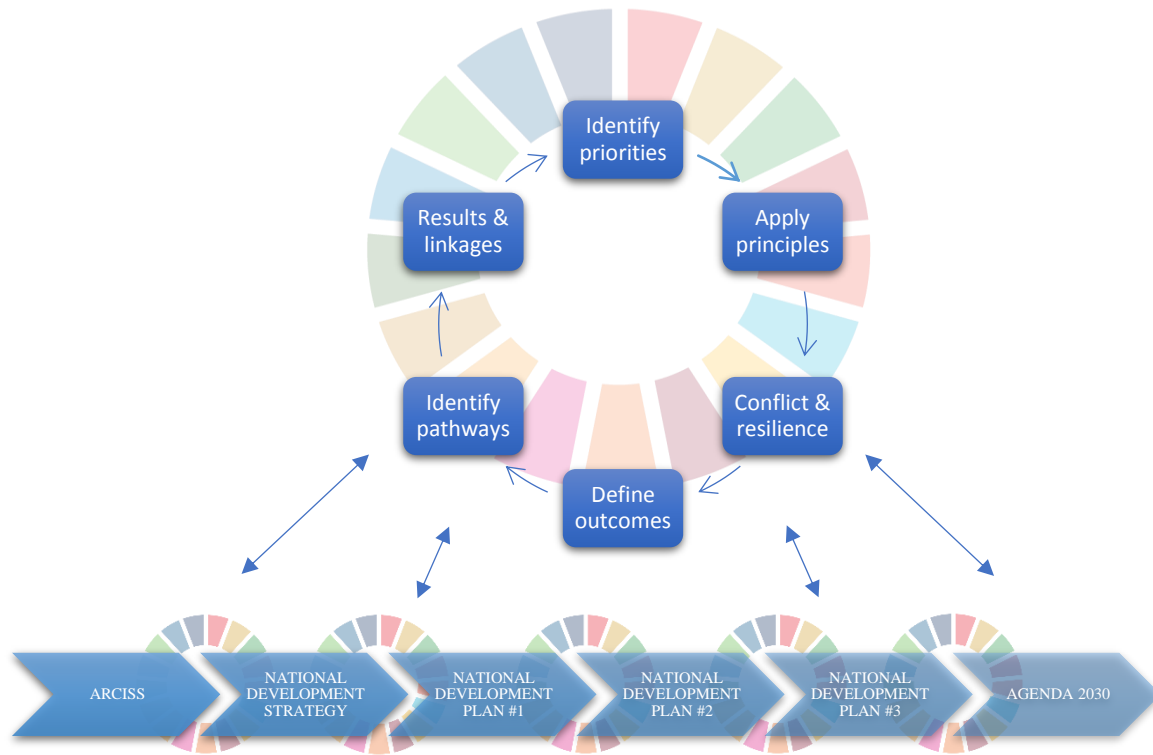 Identify
priorities
Apply
principles
Conflict &
resilience
Define
outcomes
Identify
pathways
Results &
linkages
ARCISS
NATIONAL
DEVELOPMENT
STRATEGY
NATIONAL
DEVELOPMENT
PLAN #1
NATIONAL
DEVELOPMENT
PLAN #2
NATIONAL
DEVELOPMENT
PLAN #3
AGENDA 2030